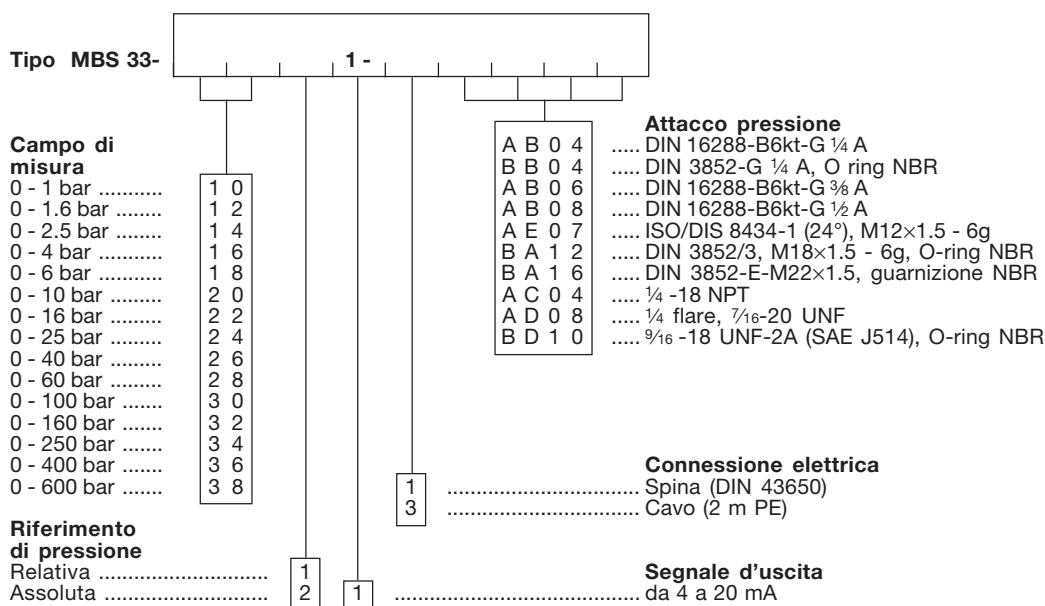 Tipo MBS 33- 1 -
Campo di
misura
0 - 1 bar ........... 1 0
0 - 1.6 bar ........ 1 2
0 - 2.5 bar ........ 1 4
0 - 4 bar ........... 1 6
0 - 6 bar ........... 1 8
0 - 10 bar ......... 2 0
0 - 16 bar ......... 2 2
0 - 25 bar ......... 2 4
0 - 40 bar ......... 2 6
0 - 60 bar ......... 2 8
0 - 100 bar ....... 3 0
0 - 160 bar ....... 3 2
0 - 250 bar ....... 3 4
0 - 400 bar ....... 3 6
0 - 600 bar ....... 3 8
Attacco pressione
A B 0 4 ..... DIN 16288-B6kt-G ¼ A
B B 0 4 ..... DIN 3852-G ¼ A, O ring NBR
A B 0 6 ..... DIN 16288-B6kt-G ⅜ A
A B 0 8 ..... DIN 16288-B6kt-G ½ A
A E 0 7 ..... ISO/DIS 8434-1 (24°), M12×1.5 - 6g
B A 1 2 ..... DIN 3852/3, M18×1.5 - 6g, O-ring NBR
B A 1 6 ..... DIN 3852-E-M22×1.5, guarnizione NBR
A C 0 4 ..... ¼ -18 NPT
A D 0 8 ..... ¼ flare, 7⁄16-20 UNF
B D 1 0 ..... 9⁄16 -18 UNF-2A (SAE J514), O-ring NBR
Connessione elettrica
1 .................................. Spina (DIN 43650)
3 .................................. Cavo (2 m PE)
Riferimento
di pressione
Relativa ............................ 1
Assoluta ........................... 2
Segnale d'uscita
1 .......................................... da 4 a 20 mA